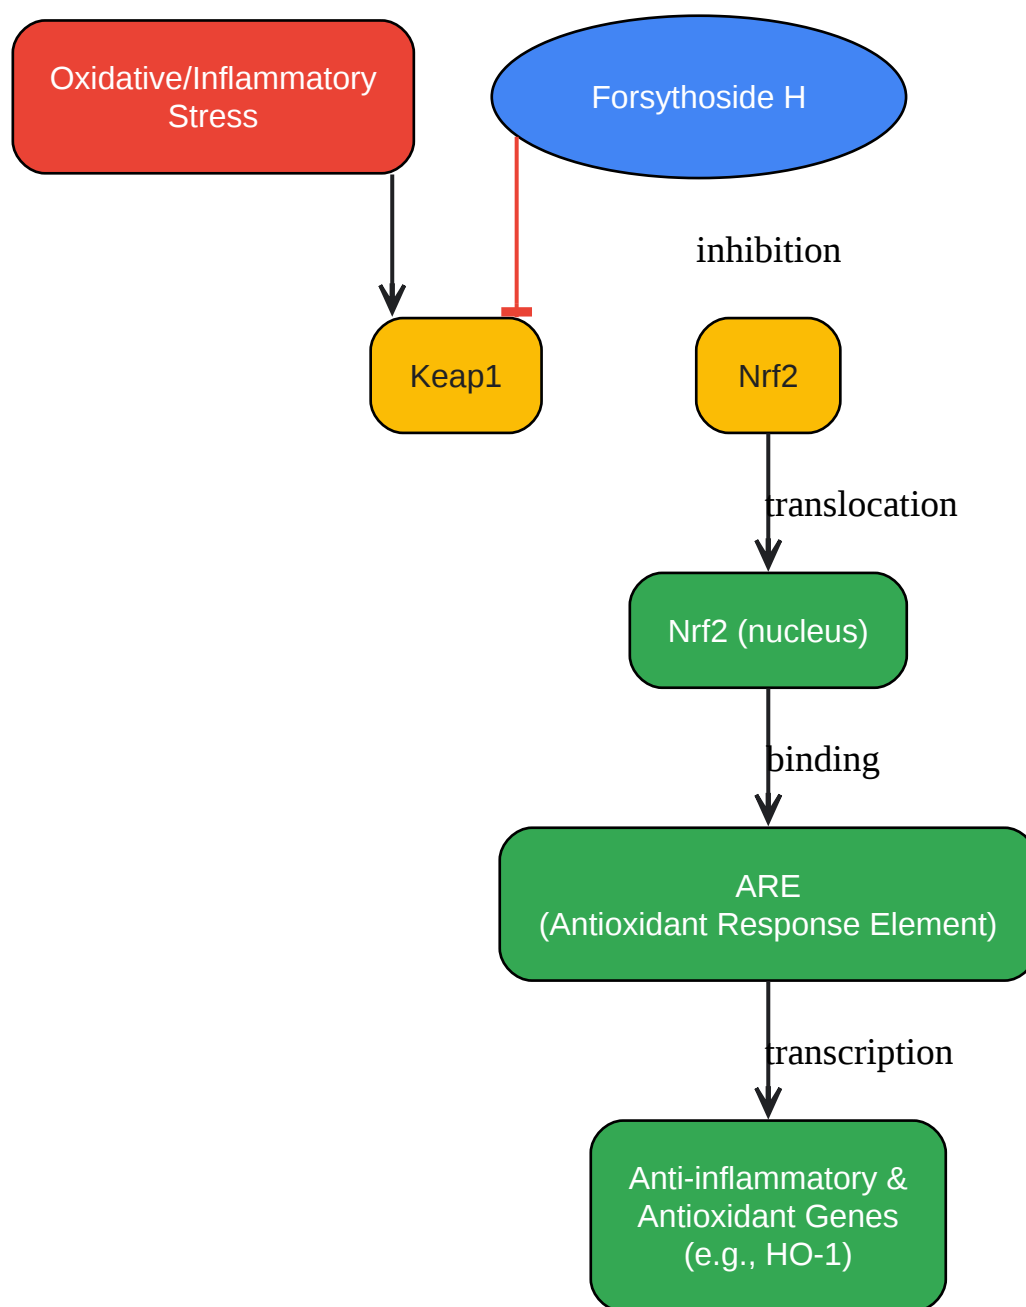 Oxidative/Inflammatory
Stress
Forsythoside H
inhibition
Keap1
Nrf2
translocation
Nrf2 (nucleus)
binding
ARE
(Antioxidant Response Element)
transcription
Anti-inflammatory &
Antioxidant Genes
(e.g., HO-1)